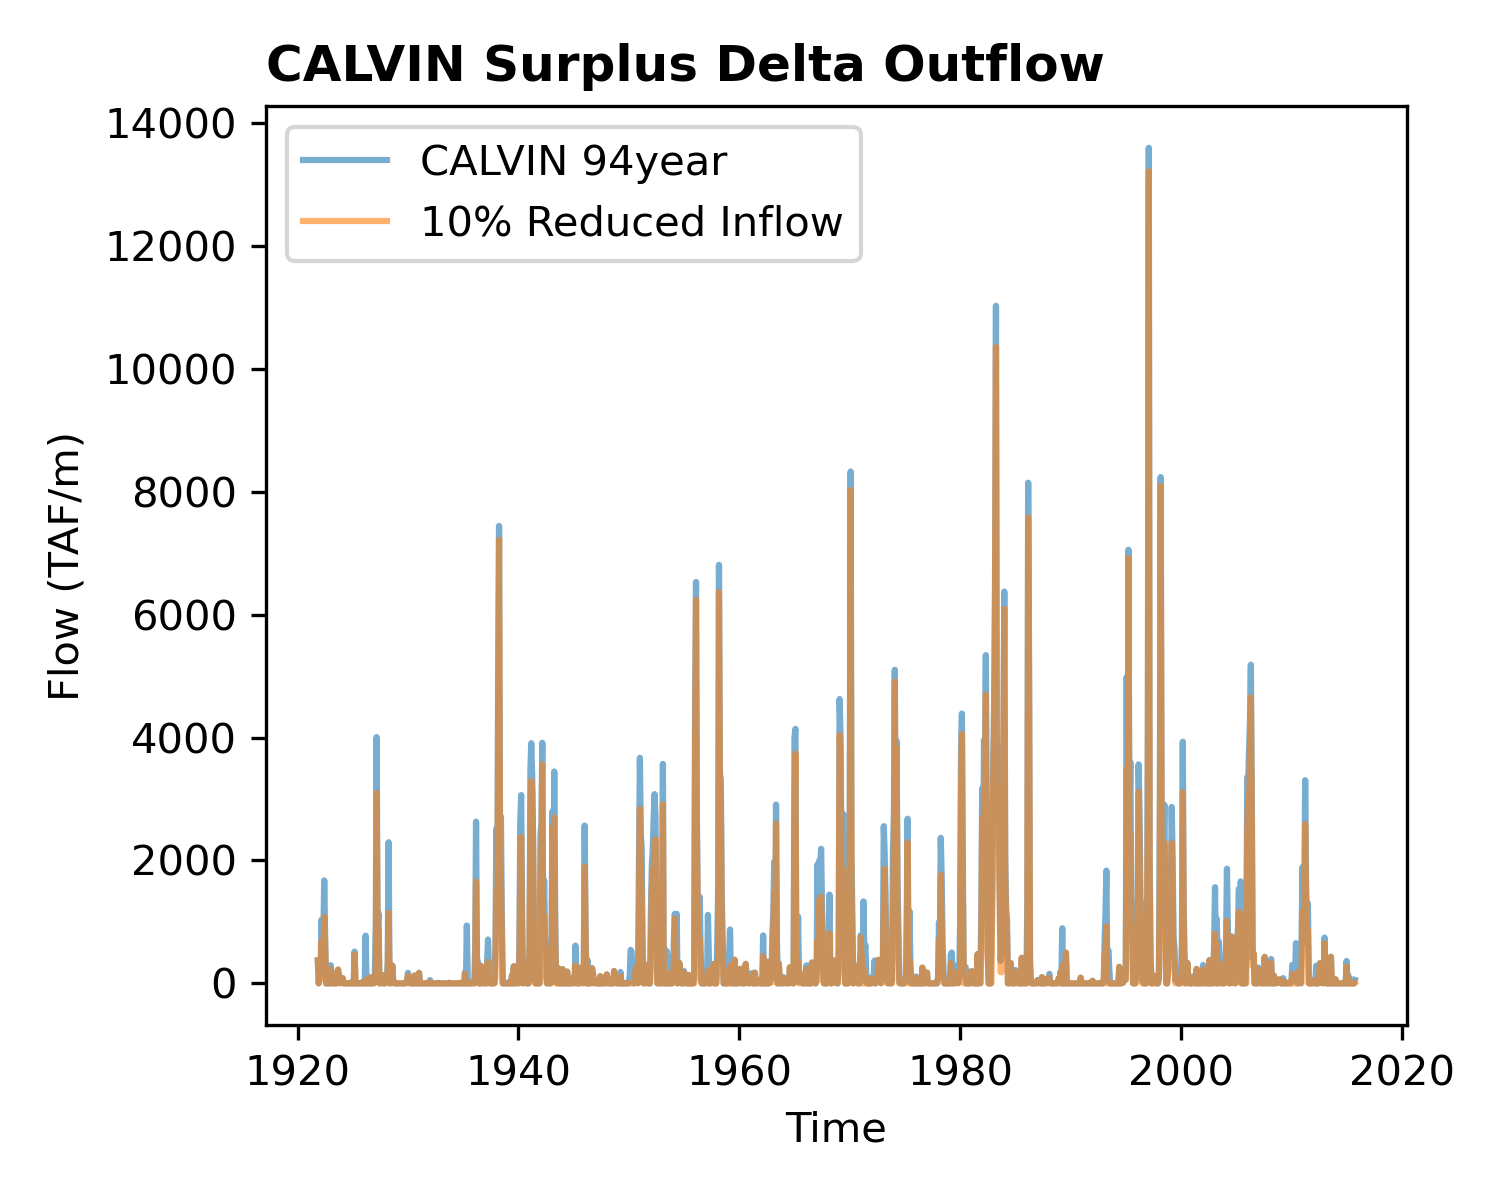 CALVIN Surplus Delta Outflow
CALVIN 94year
10% Reduced Inflow
14000
12000
10000
8000
6000
4000
2000
0
Flow (TAF/m)
1920 1940 1960 1980 2000 2020
Time